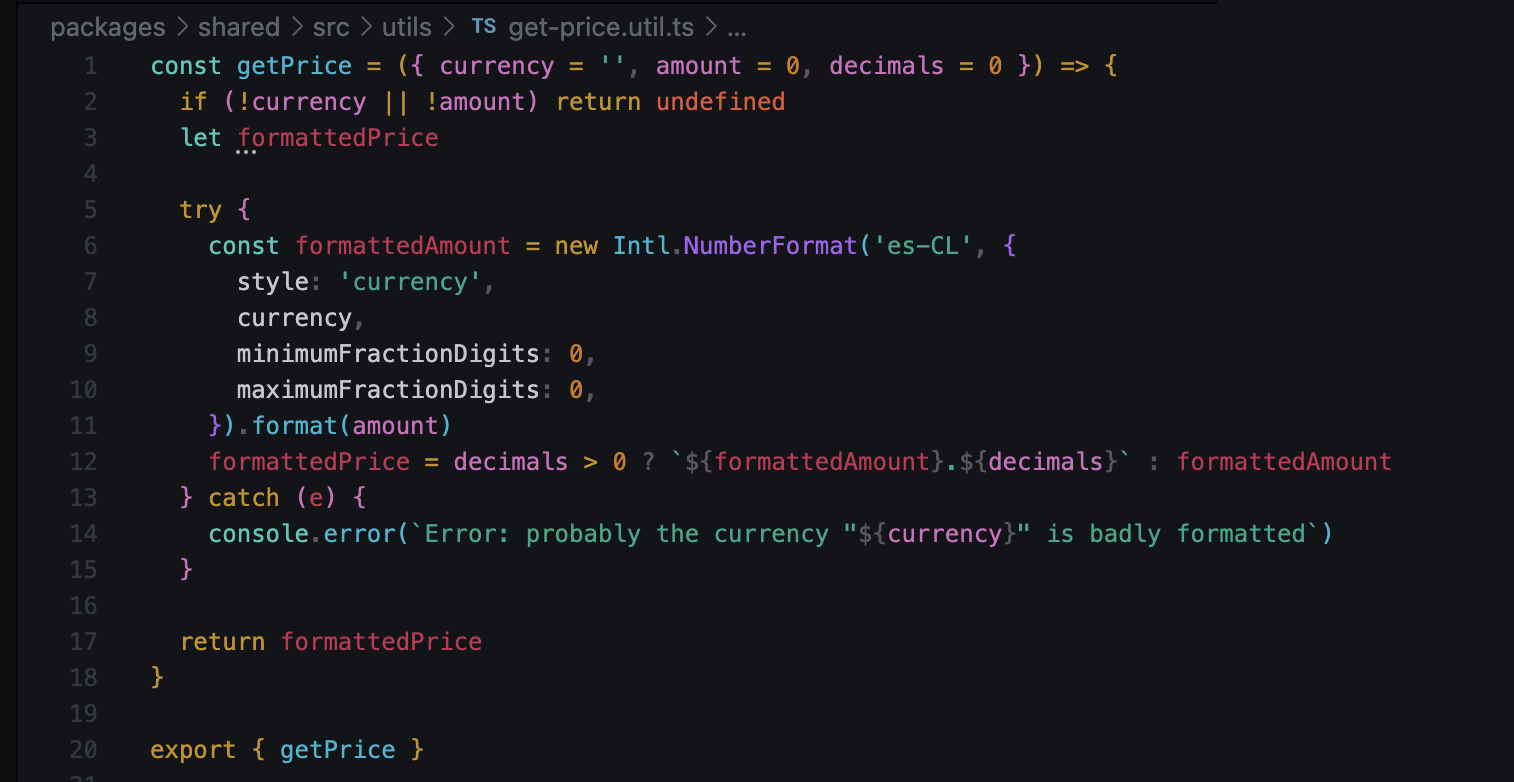 packages > shared > src > utils > TS get-price.util.ts > ...
1 const getPrice = ({ currency = '', amount = 0, decimals = 0 }) => {
2   if (!currency || !amount) return undefined
3   let formattedPrice
4
5   try {
6     const formattedAmount = new Intl.NumberFormat('es-CL', {
7       style: 'currency',
8       currency,
9       minimumFractionDigits: 0,
10       maximumFractionDigits: 0,
11     }).format(amount)
12     formattedPrice = decimals > 0 ? `${formattedAmount}.${decimals}` : formattedAmount
13   } catch (e) {
14     console.error(`Error: probably the currency "${currency}" is badly formatted`)
15   }
16
17   return formattedPrice
18 }
19
20 export { getPrice }
21